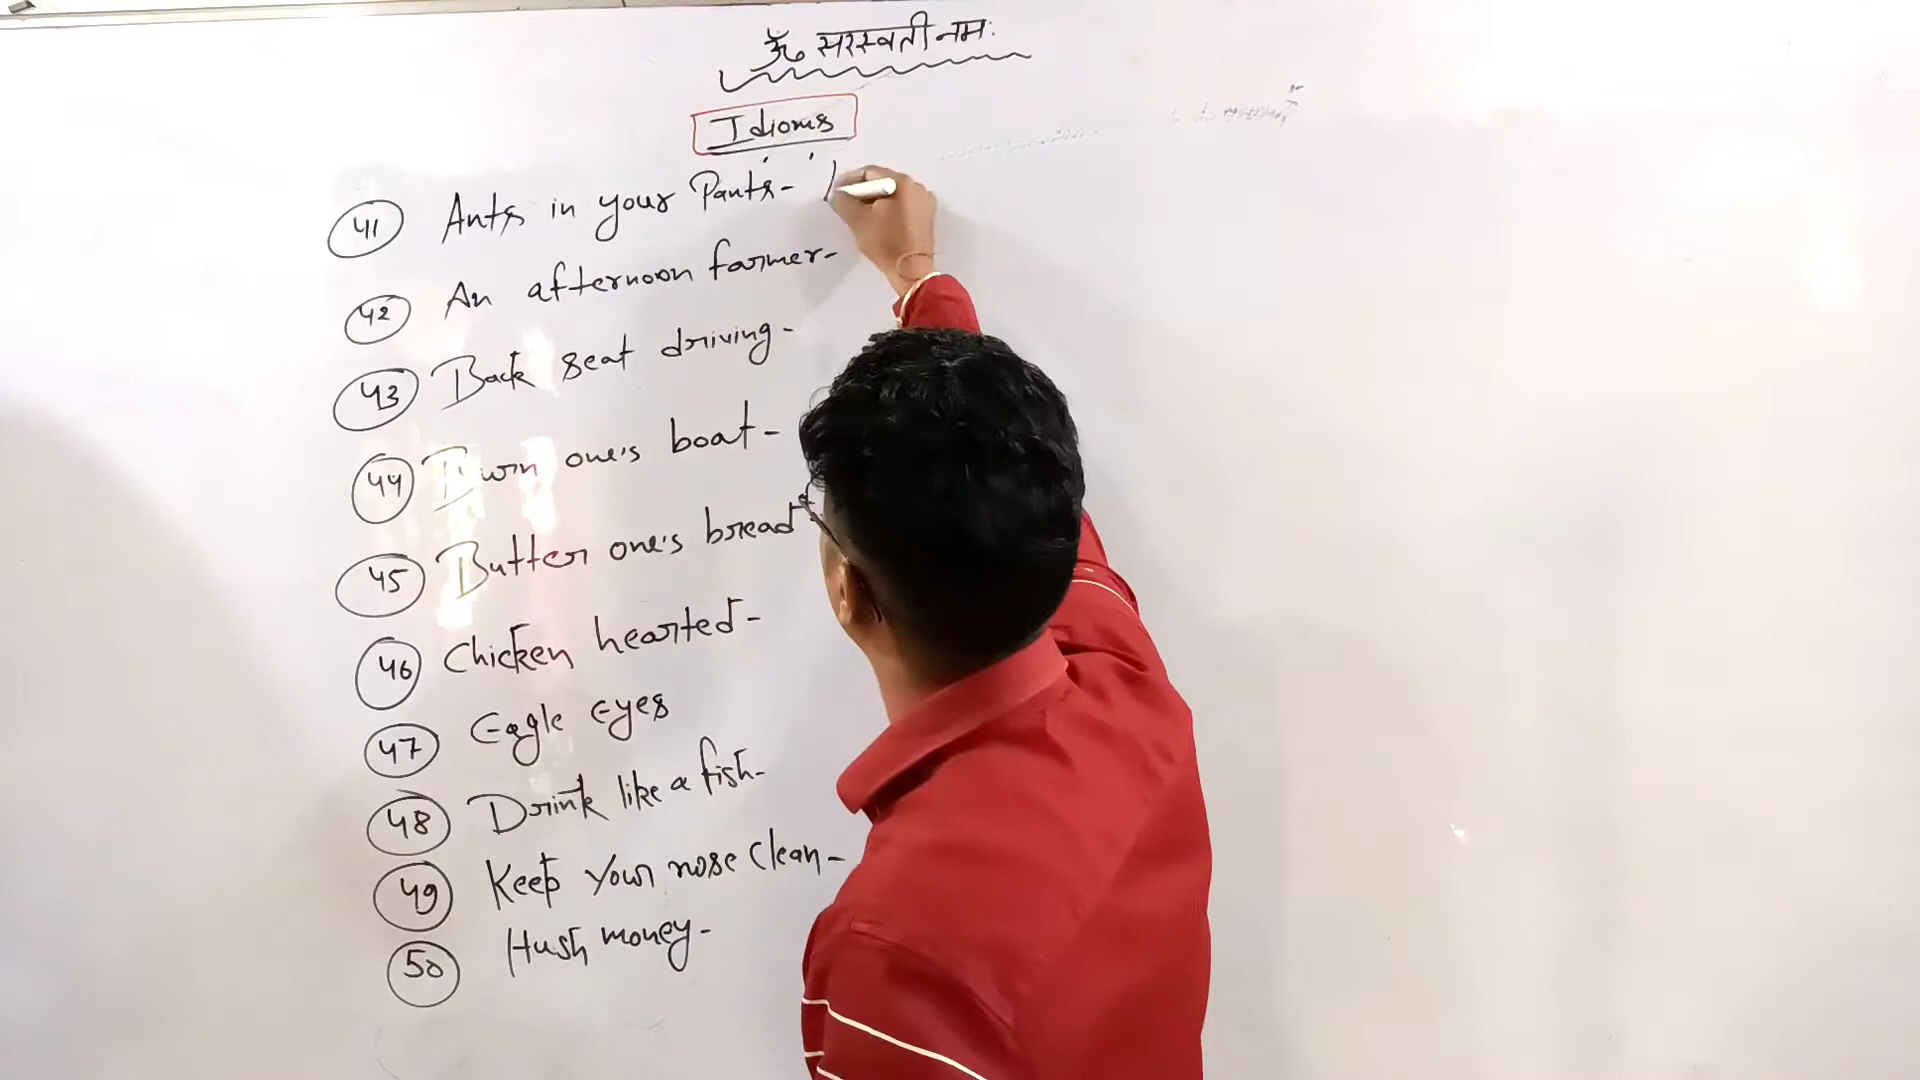 ॐ सरस्वती नमः
Idioms
41 Ants in your Pants -
42 An afternoon farmer -
43 Back seat driving -
44 Burn one's boat -
45 Butter one's bread
46 Chicken hearted -
47 Eagle Eyes
48 Drink like a fish -
49 Keep your nose clean -
50 Hush money -